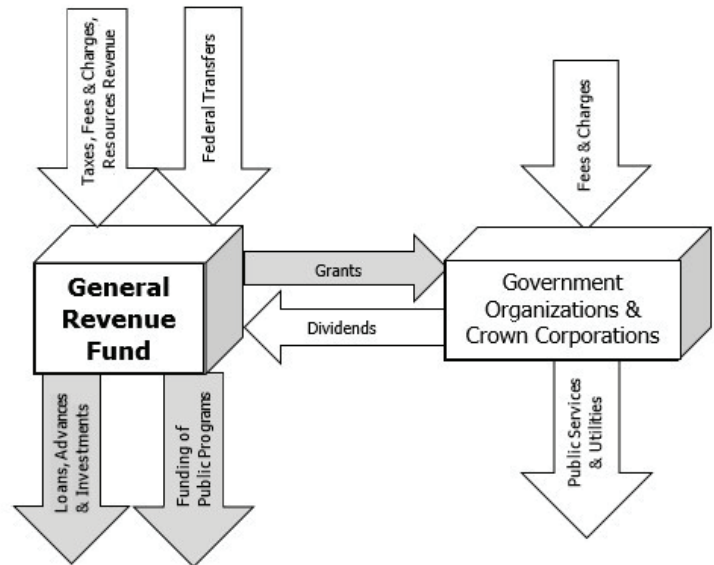 Taxes, Fees & Charges,
Resources Revenue
Federal Transfers
Fees & Charges
General
Revenue
Fund
Grants
Dividends
Government
Organizations &
Crown Corporations
Loans, Advances
& Investments
Funding of
Public Programs
Public Services
& Utilities